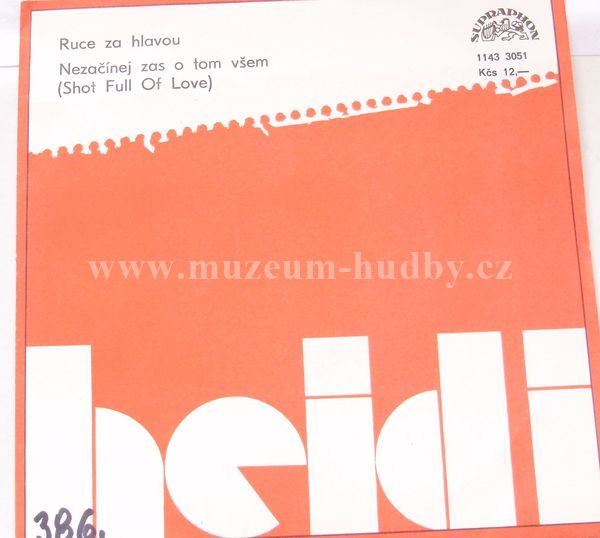 Ruce za hlavou
Nezačínej zas o tom všem
(Shot Full Of Love)
SUPRAPHON
1143 3051
Kčs 12,—
www.muzeum-hudby.cz
heidi
386.